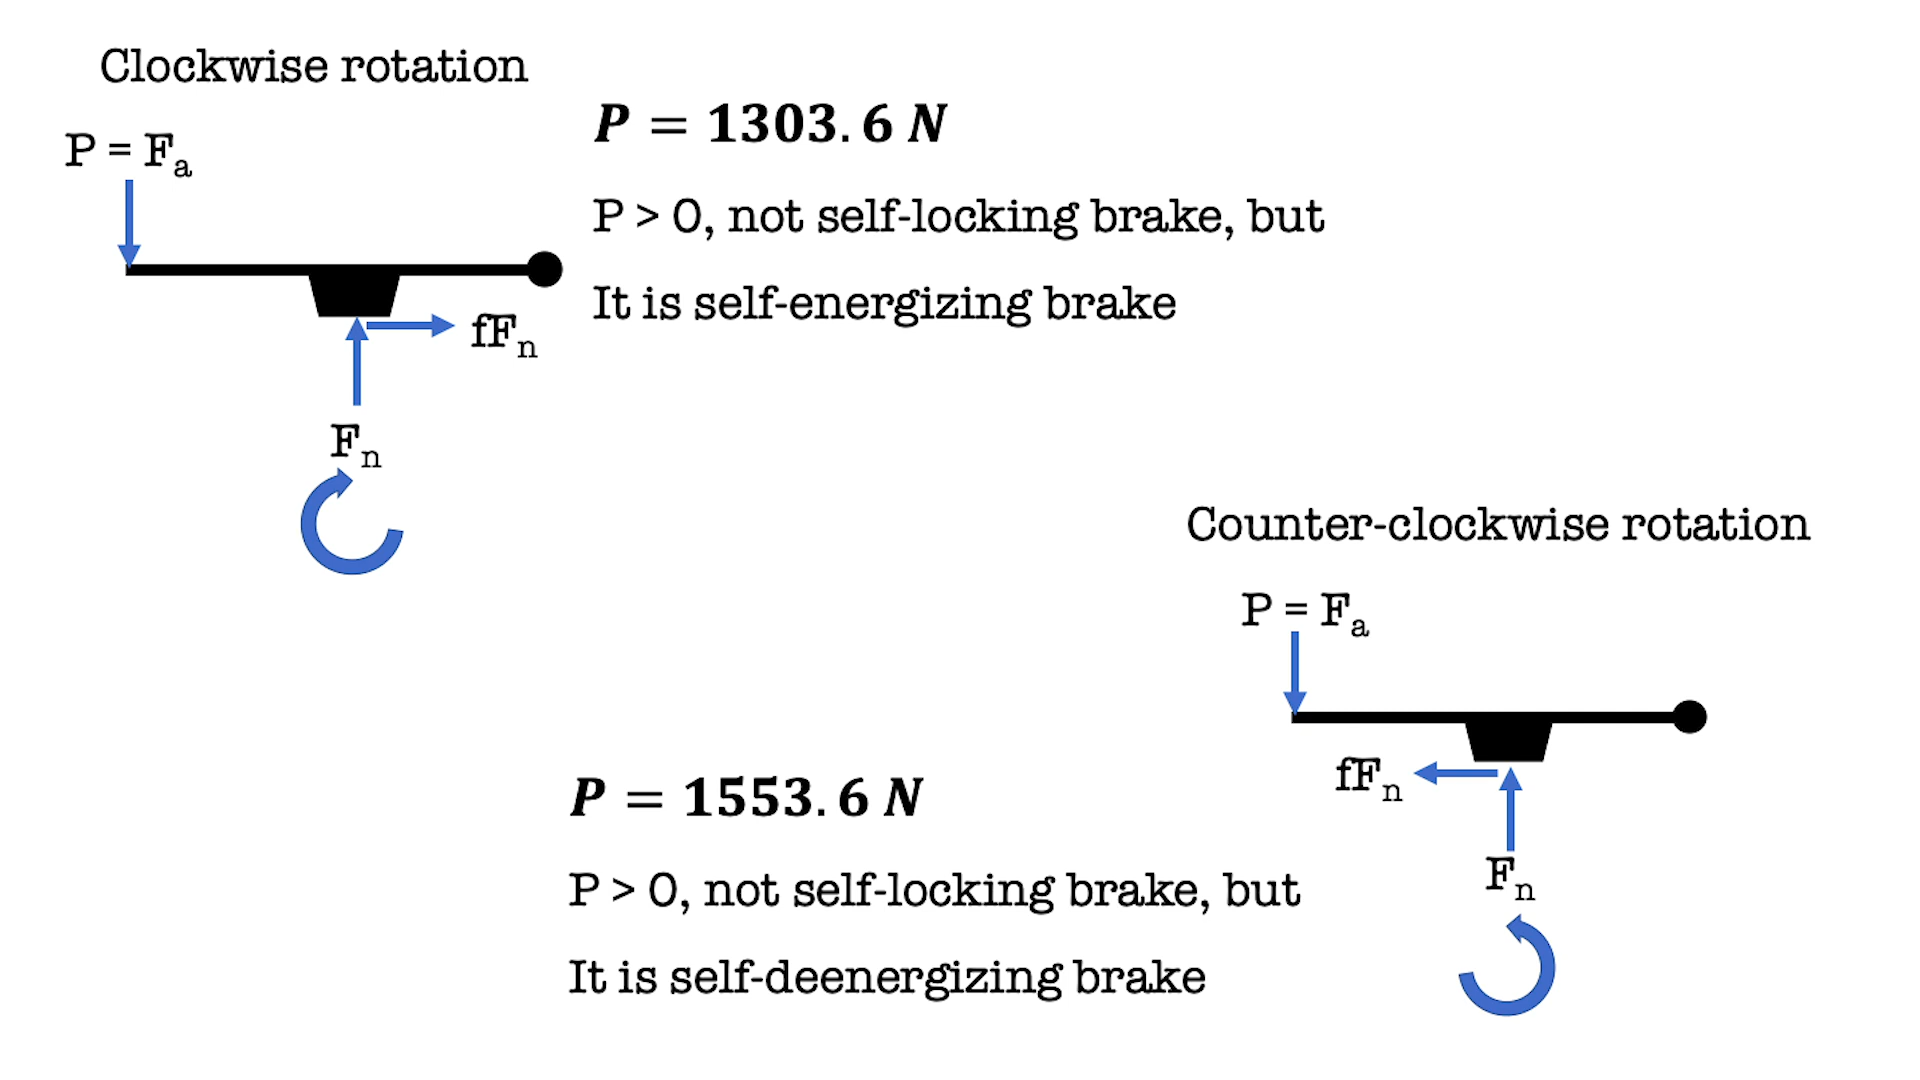 Clockwise rotation
P = Fₐ
P = 1303.6 N
P > 0, not self-locking brake, but
It is self-energizing brake
fFₙ
Fₙ
Counter-clockwise rotation
P = Fₐ
fFₙ
Fₙ
P = 1553.6 N
P > 0, not self-locking brake, but
It is self-deenergizing brake